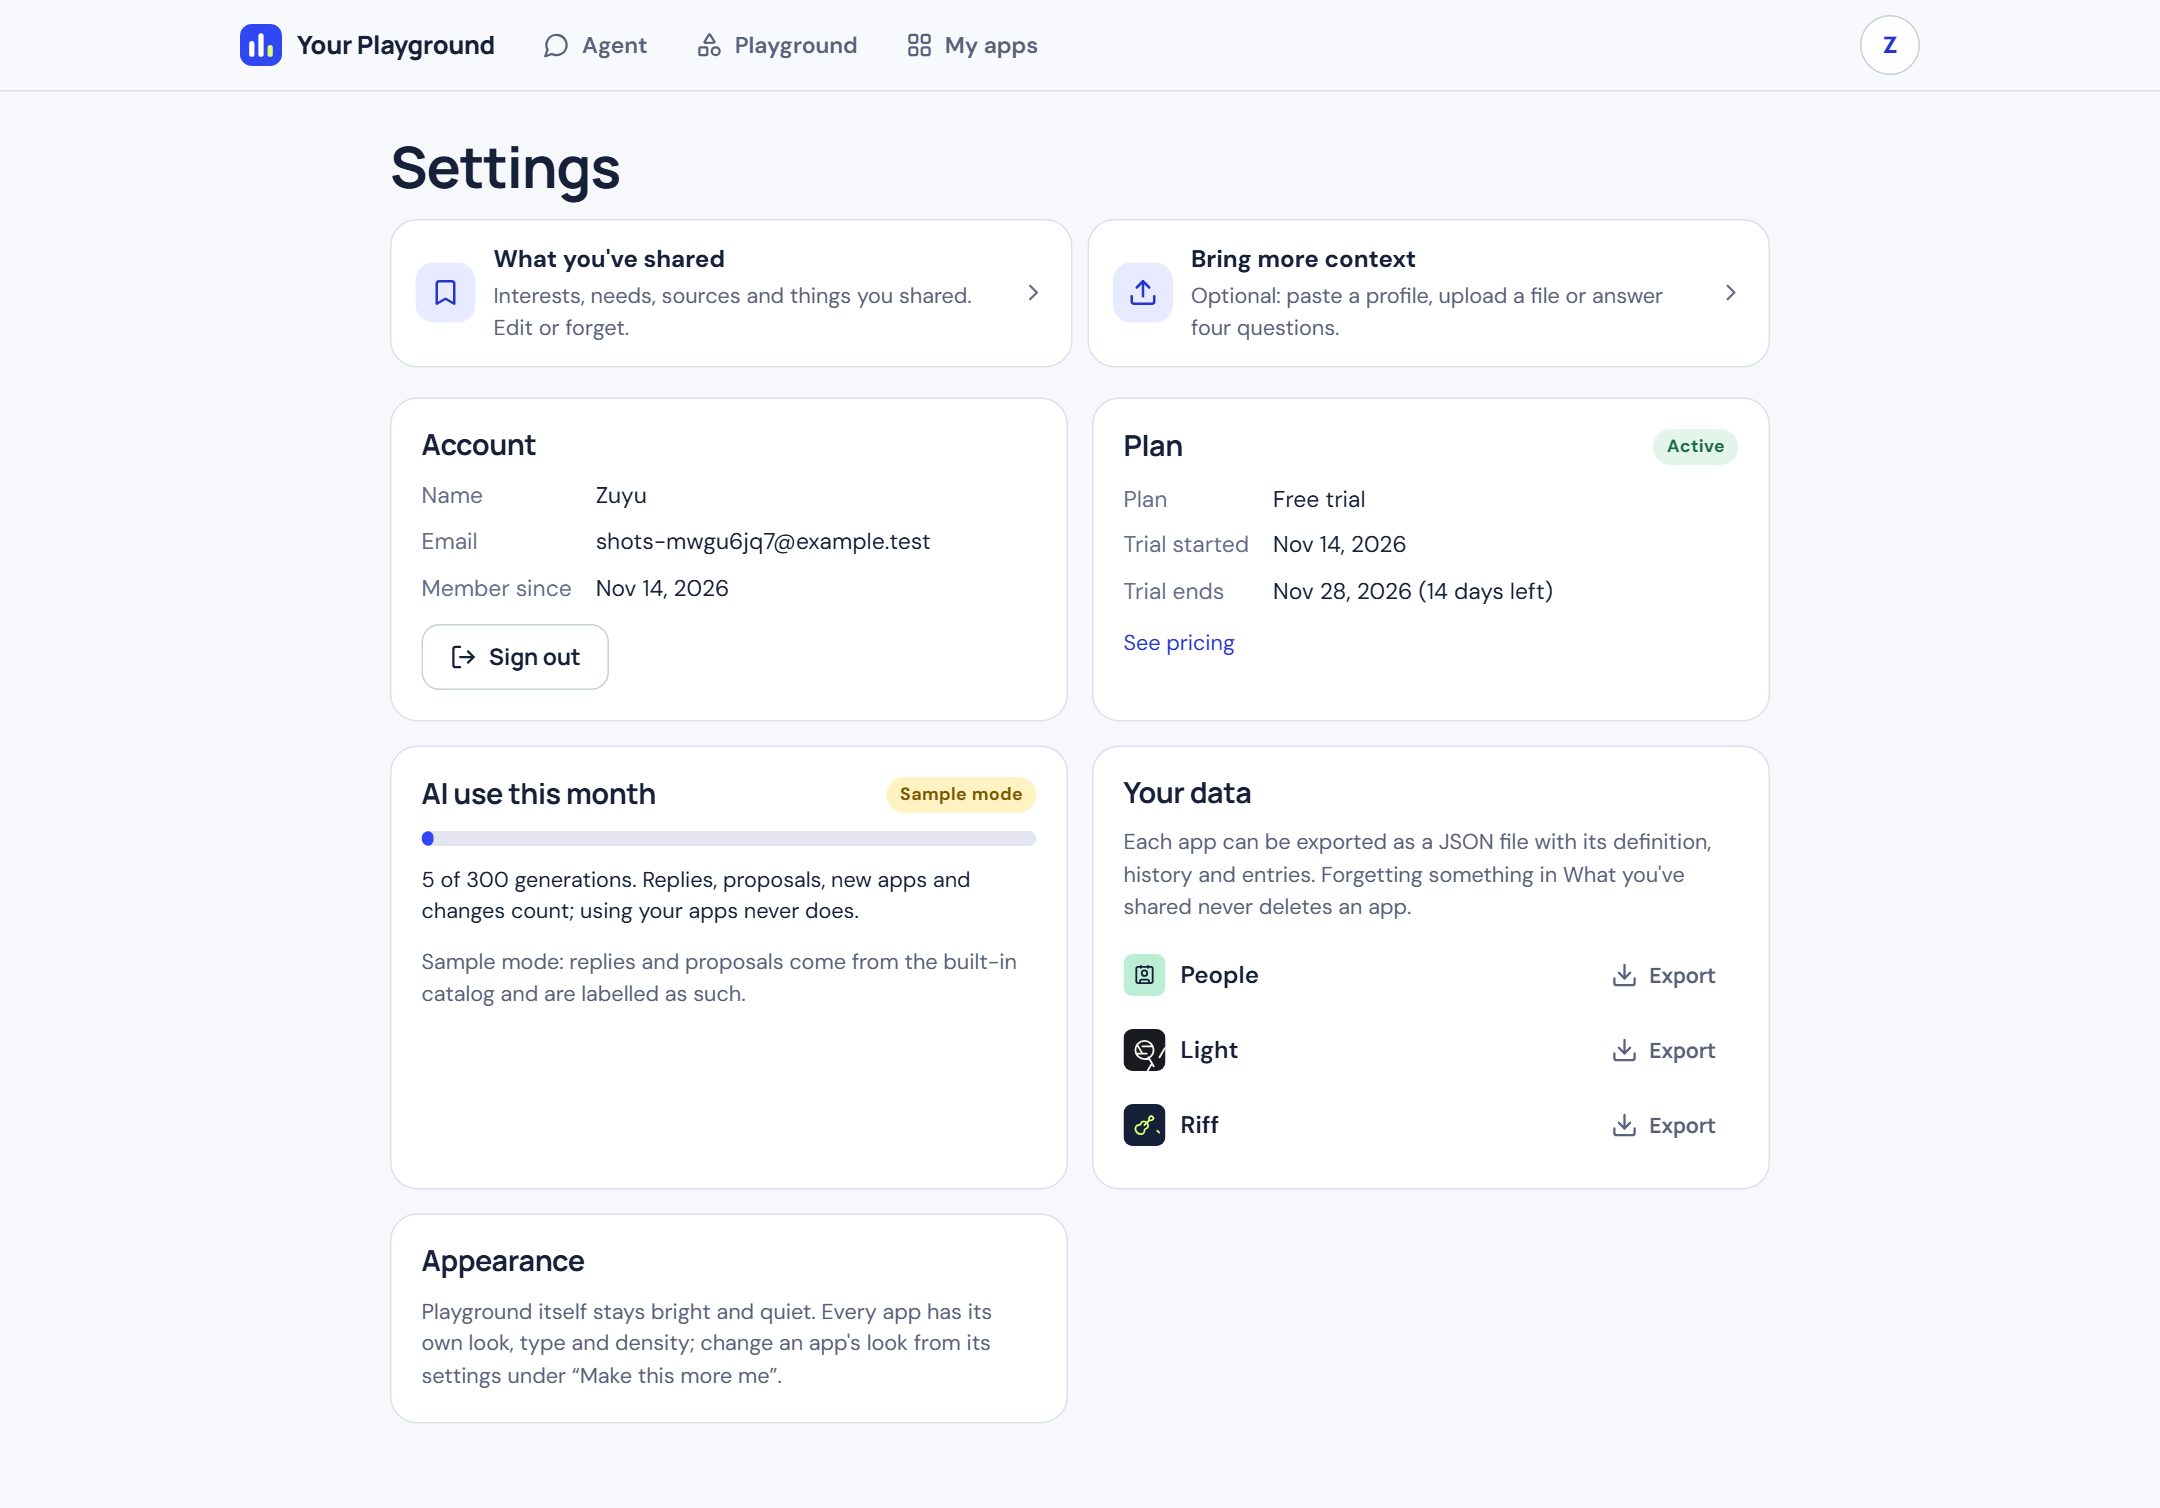 Your Playground
Agent
Playground
My apps
Z
Settings
What you've shared
Interests, needs, sources and things you shared.
Edit or forget.
Bring more context
Optional: paste a profile, upload a file or answer
four questions.
Account
Name Zuyu
Email shots-mwgu6jq7@example.test
Member since Nov 14, 2026
Sign out
Plan
Active
Plan Free trial
Trial started Nov 14, 2026
Trial ends Nov 28, 2026 (14 days left)
See pricing
AI use this month
Sample mode
5 of 300 generations. Replies, proposals, new apps and
changes count; using your apps never does.
Sample mode: replies and proposals come from the built-in
catalog and are labelled as such.
Your data
Each app can be exported as a JSON file with its definition,
history and entries. Forgetting something in What you've
shared never deletes an app.
People Export
Light Export
Riff Export
Appearance
Playground itself stays bright and quiet. Every app has its
own look, type and density; change an app's look from its
settings under “Make this more me”.